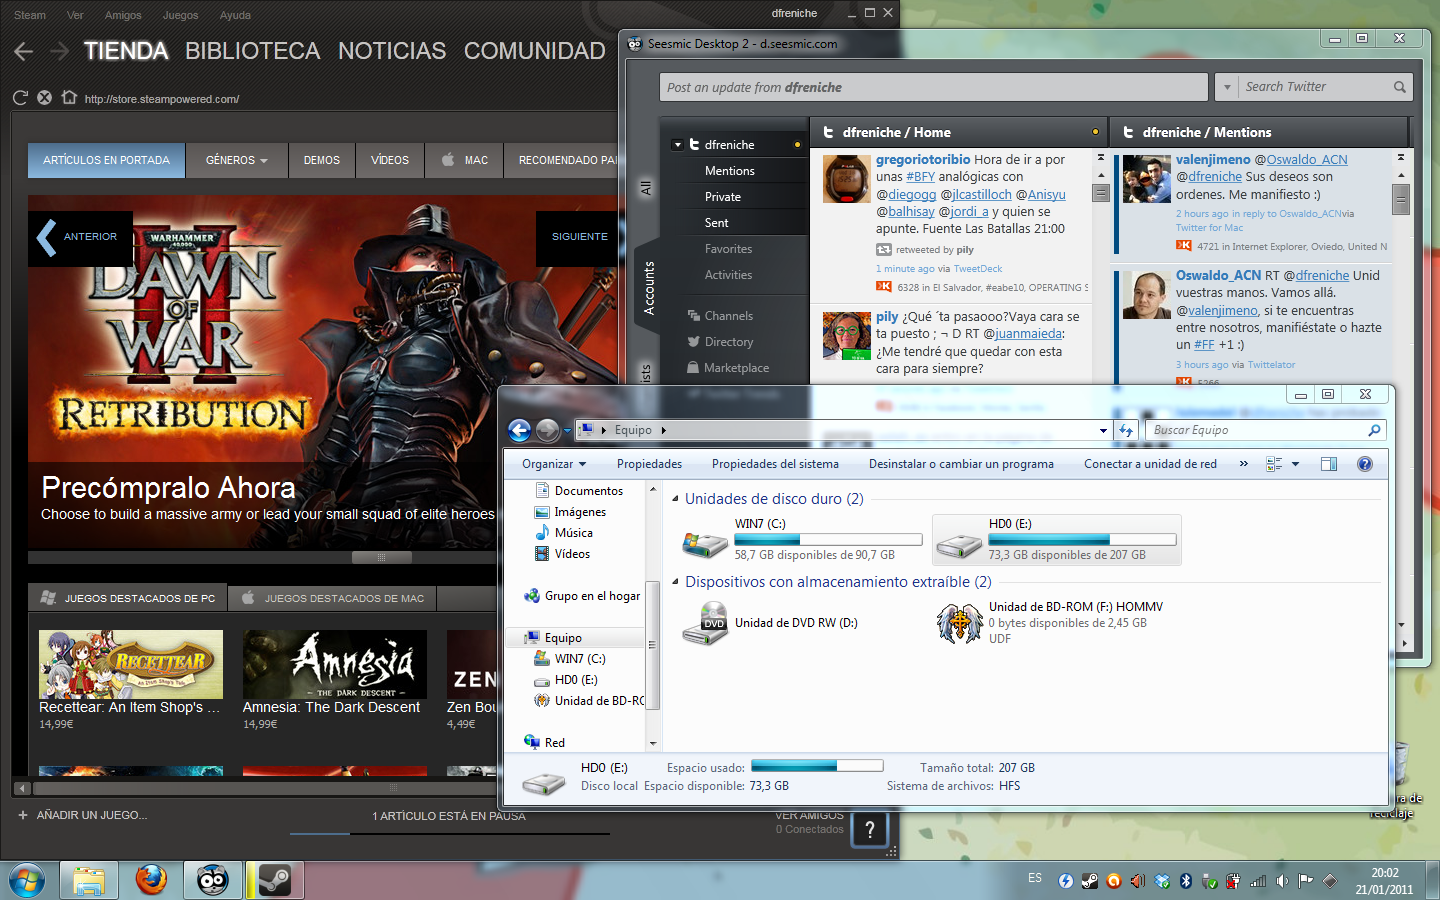 Steam Ver Amigos Juegos Ayuda
dfreniche
TIENDA BIBLIOTECA NOTICIAS COMUNIDAD
http://store.steampowered.com/
ARTÍCULOS EN PORTADA GÉNEROS DEMOS VÍDEOS MAC RECOMENDADO PA
ANTERIOR
SIGUIENTE
WARHAMMER
40,000
DAWN
OF
WAR
II
RETRIBUTION
Precómpralo Ahora
Choose to build a massive army or lead your small squad of elite heroes
JUEGOS DESTACADOS DE PC JUEGOS DESTACADOS DE MAC
RECETTEAR
An Item Shop's Tale
Recettear: An Item Shop's ...
14,99€
Amnesia
THE DARK DESCENT
Amnesia: The Dark Descent
14,99€
ZEN
Zen Bou
4,49€
AÑADIR UN JUEGO...
1 ARTÍCULO ESTÁ EN PAUSA
VER AMIGOS
0 Conectados
?
Seesmic Desktop 2 - d.seesmic.com
Post an update from dfreniche
Search Twitter
All
Accounts
dfreniche
Mentions
Private
Sent
Favorites
Activities
Channels
Directory
Marketplace
dfreniche / Home
gregoriotoribio Hora de ir a por
unas #BFY analógicas con
@diegogg @jlcastilloch @Anisyu
@balhisay @jordi_a y quien se
apunte. Fuente Las Batallas 21:00
retweeted by pily
1 minute ago via TweetDeck
6328 in El Salvador, #eabe10, OPERATING S
pily ¿Qué ´ta pasaooo?Vaya cara se
ta puesto ; ¬ D RT @juanmaieda:
¿Me tendré que quedar con esta
cara para siempre?
dfreniche / Mentions
valenjimeno @Oswaldo_ACN
@dfreniche Sus deseos son
ordenes. Me manifiesto :)
2 hours ago in reply to Oswaldo_ACNvia
Twitter for Mac
4721 in Internet Explorer, Oviedo, United N
Oswaldo_ACN RT @dfreniche Unid
vuestras manos. Vamos allá.
@valenjimeno, si te encuentras
entre nosotros, manifiéstate o hazte
un #FF +1 :)
3 hours ago via Twittelator
5266
Equipo
Buscar Equipo
Organizar Propiedades Propiedades del sistema Desinstalar o cambiar un programa Conectar a unidad de red »
Documentos
Imágenes
Música
Vídeos
Grupo en el hogar
Equipo
WIN7 (C:)
HD0 (E:)
Unidad de BD-RO
Red
Unidades de disco duro (2)
WIN7 (C:)
58,7 GB disponibles de 90,7 GB
HD0 (E:)
73,3 GB disponibles de 207 GB
Dispositivos con almacenamiento extraíble (2)
DVD
Unidad de DVD RW (D:)
Unidad de BD-ROM (F:) HOMMV
0 bytes disponibles de 2,45 GB
UDF
HD0 (E:) Espacio usado: Tamaño total: 207 GB
Disco local Espacio disponible: 73,3 GB Sistema de archivos: HFS
ra de
reciclaje
ES
20:02
21/01/2011